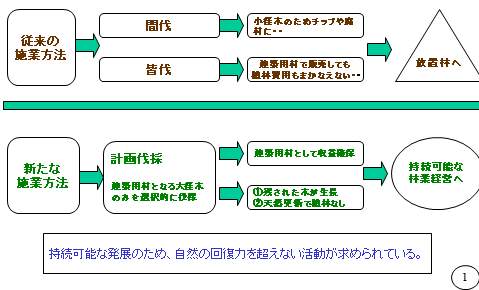 従来の
施業方法
間伐
小径木のためチップや廃
材に・・
皆伐
建築用材で販売しても
植林費用もまかなえない・・
放置林へ
新たな
施業方法
計画伐採
建築用材となる大径木
のみを選択的に伐採
建築用材として収益確保
①残された木が生長
②天然更新で植林なし
持続可能な
林業経営へ
持続可能な発展のため、自然の回復力を超えない活動が求められている。
1